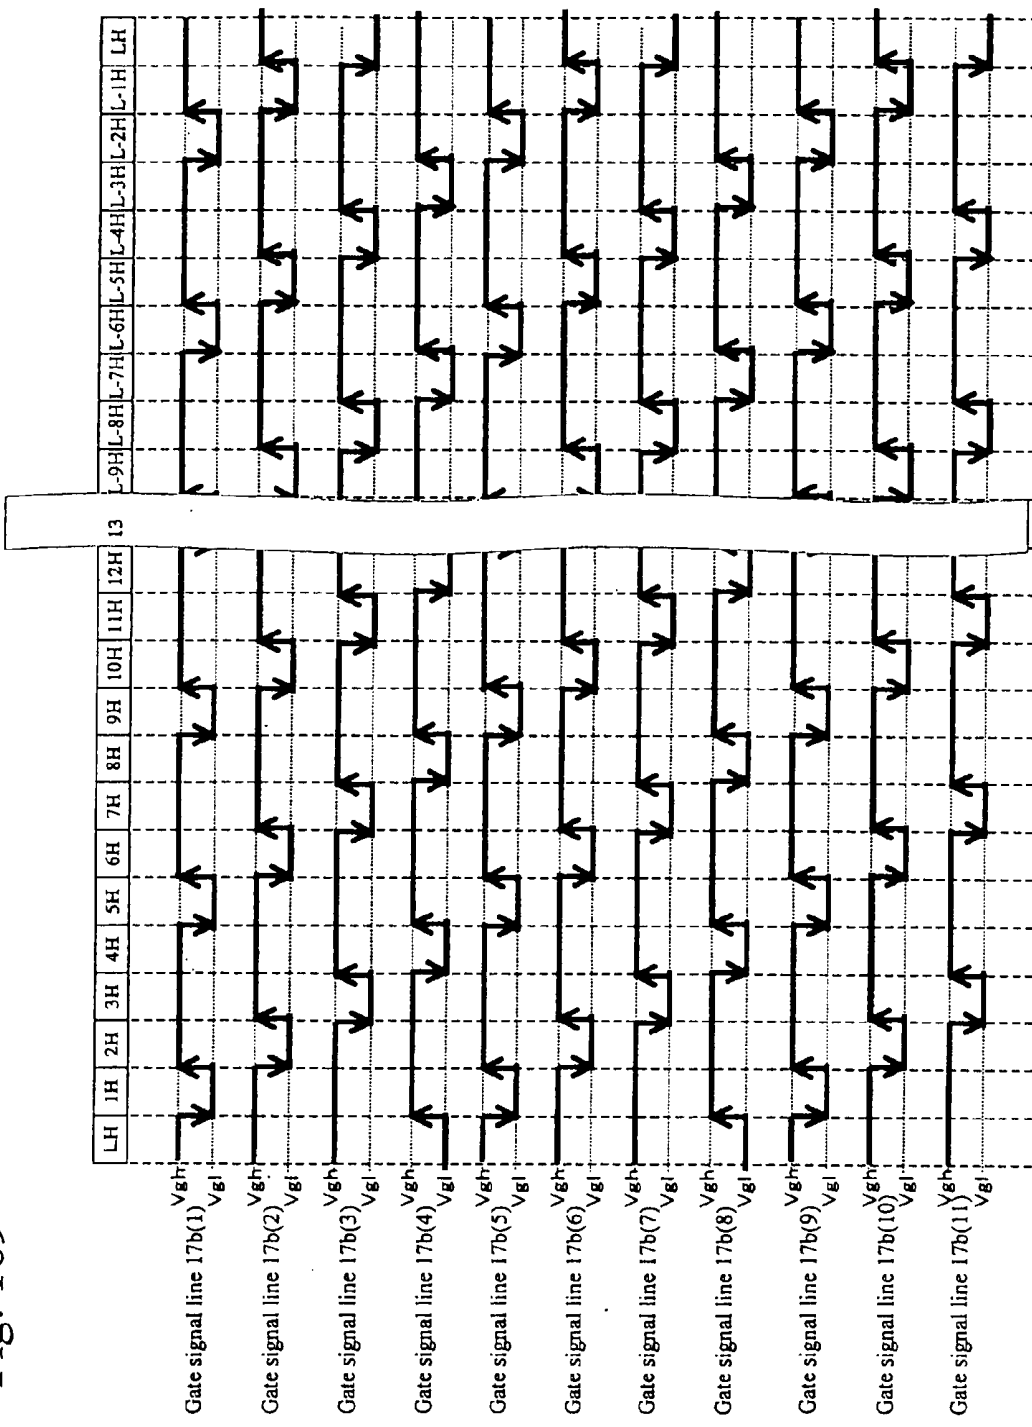 LH 1H 2H 3H 4H 5H 6H 7H 8H 9H 10H 11H 12H 13 L-9H L-8H L-7H L-6H L-5H L-4H L-3H L-2H L-1H LH
Gate signal line 17b(1) Vgh Vgl
Gate signal line 17b(2) Vgh Vgl
Gate signal line 17b(3) Vgh Vgl
Gate signal line 17b(4) Vgh Vgl
Gate signal line 17b(5) Vgh Vgl
Gate signal line 17b(6) Vgh Vgl
Gate signal line 17b(7) Vgh Vgl
Gate signal line 17b(8) Vgh Vgl
Gate signal line 17b(9) Vgh Vgl
Gate signal line 17b(10) Vgh Vgl
Gate signal line 17b(11) Vgh Vgl